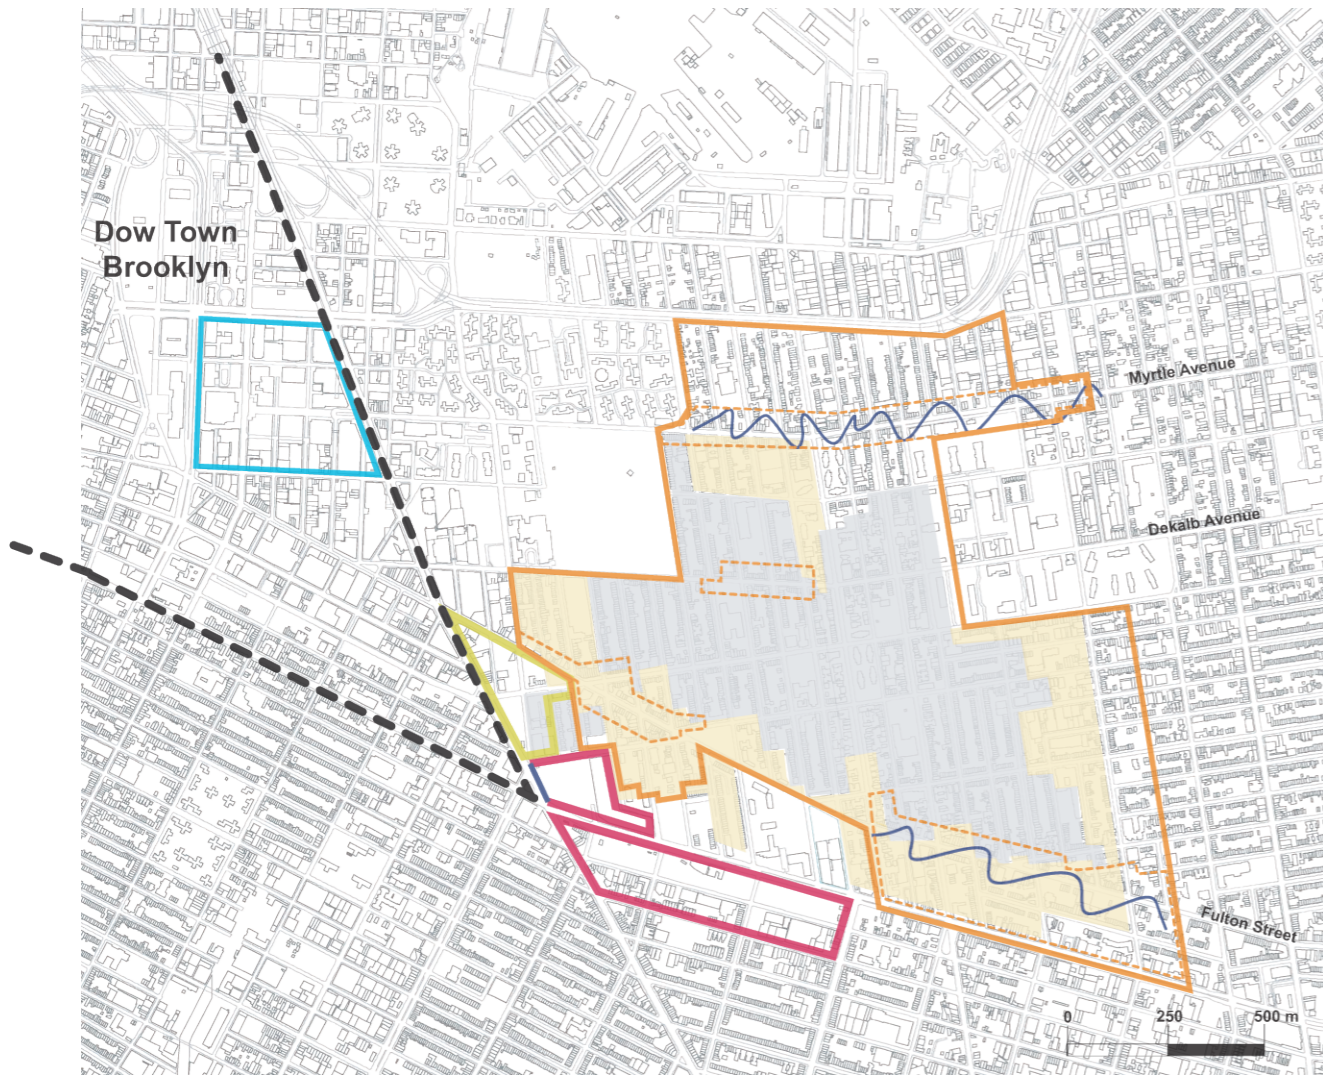 Dow Town
Brooklyn
Myrtle Avenue
Dekalb Avenue
Fulton Street
0 250 500 m